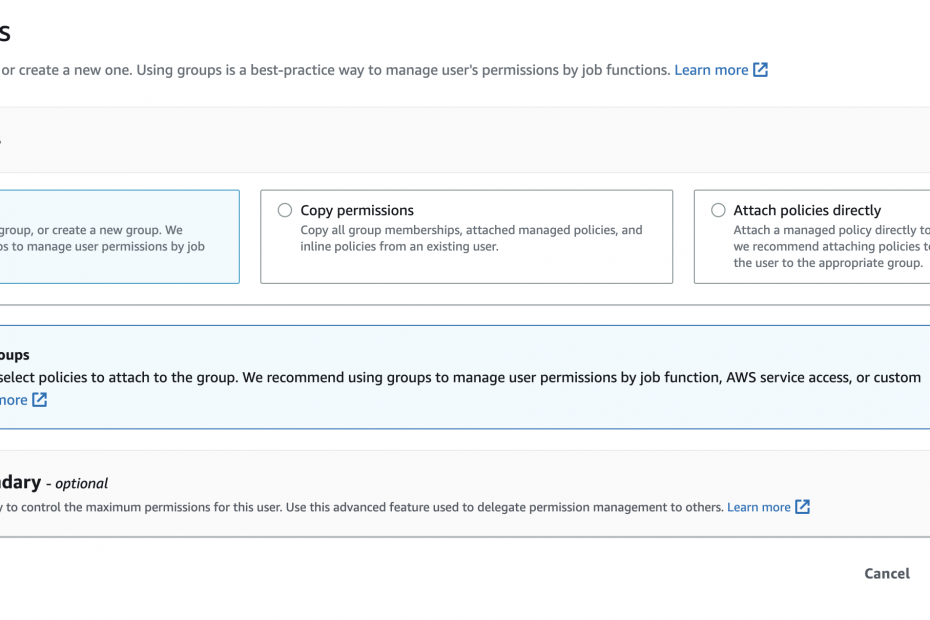 s
or create a new one. Using groups is a best-practice way to manage user's permissions by job functions. Learn more
group, or create a new group. We
ps to manage user permissions by job
Copy permissions
Copy all group memberships, attached managed policies, and
inline policies from an existing user.
Attach policies directly
Attach a managed policy directly to
we recommend attaching policies to
the user to the appropriate group.
oups
select policies to attach to the group. We recommend using groups to manage user permissions by job function, AWS service access, or custom
more
dary - optional
y to control the maximum permissions for this user. Use this advanced feature used to delegate permission management to others. Learn more
Cancel